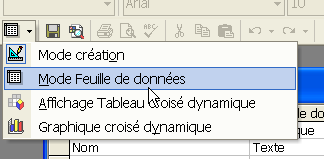 Arial
10
Mode création
Mode Feuille de données
Affichage Tableau croisé dynamique
Graphique croisé dynamique
Nom
Texte